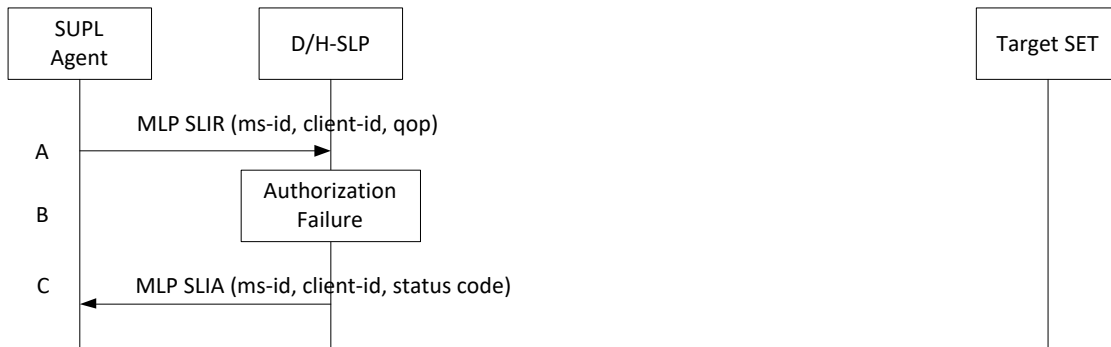 SUPL
Agent
D/H-SLP
Target SET
MLP SLIR (ms-id, client-id, qop)
A
Authorization
Failure
B
MLP SLIA (ms-id, client-id, status code)
C